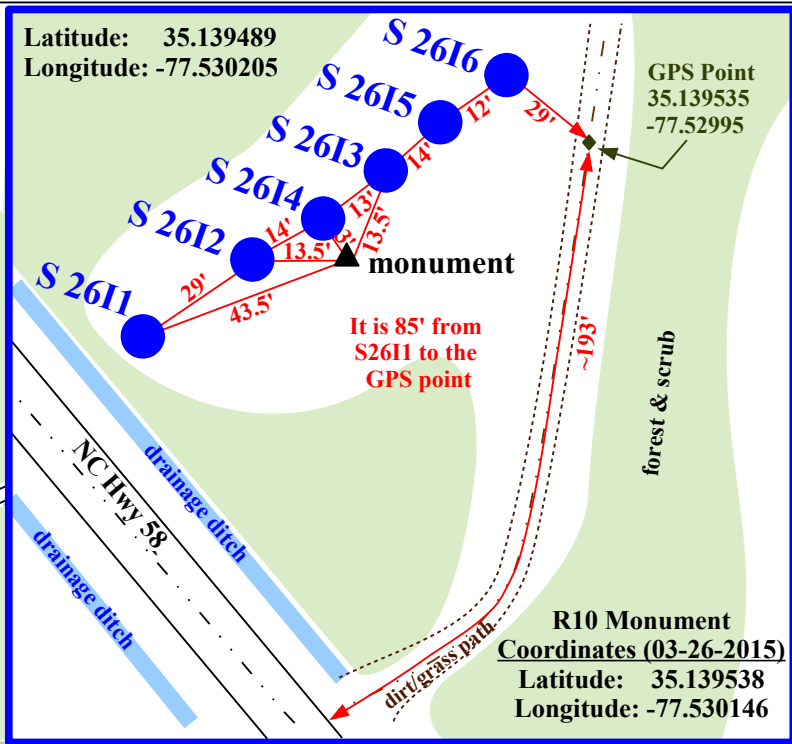 Latitude: 35.139489
Longitude: -77.530205
S 26I6
GPS Point
35.139535
-77.52995
S 26I5
12'
29'
S 26I3
14'
S 26I4
13'
S 26I2
14'
3'
13.5'
13.5'
monument
S 26I1
29'
43.5'
It is 85' from
S26I1 to the
GPS point
~193'
forest & scrub
NC Hwy 58
drainage ditch
drainage ditch
dirt/grass path
R10 Monument
Coordinates (03-26-2015)
Latitude: 35.139538
Longitude: -77.530146